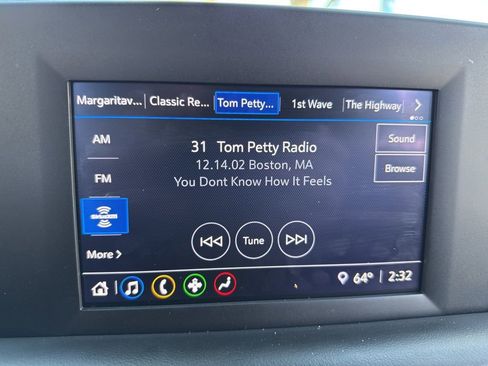 Margaritav... Classic Re... Tom Petty... 1st Wave The Highway
AM
31 Tom Petty Radio
Sound
12.14.02 Boston, MA
Browse
FM
You Dont Know How It Feels
SiriusXM
Tune
More
64° 2:32